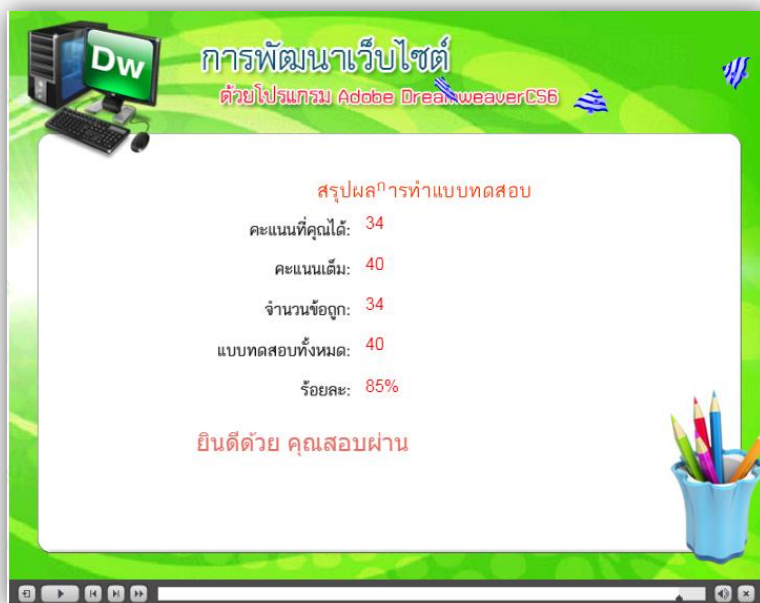 Dw
การพัฒนาเว็บไซต์
ด้วยโปรแกรม Adobe DreamweaverCS6
สรุปผลการทำแบบทดสอบ
คะแนนที่คุณได้: 34
คะแนนเต็ม: 40
จำนวนข้อถูก: 34
แบบทดสอบทั้งหมด: 40
ร้อยละ: 85%
ยินดีด้วย คุณสอบผ่าน